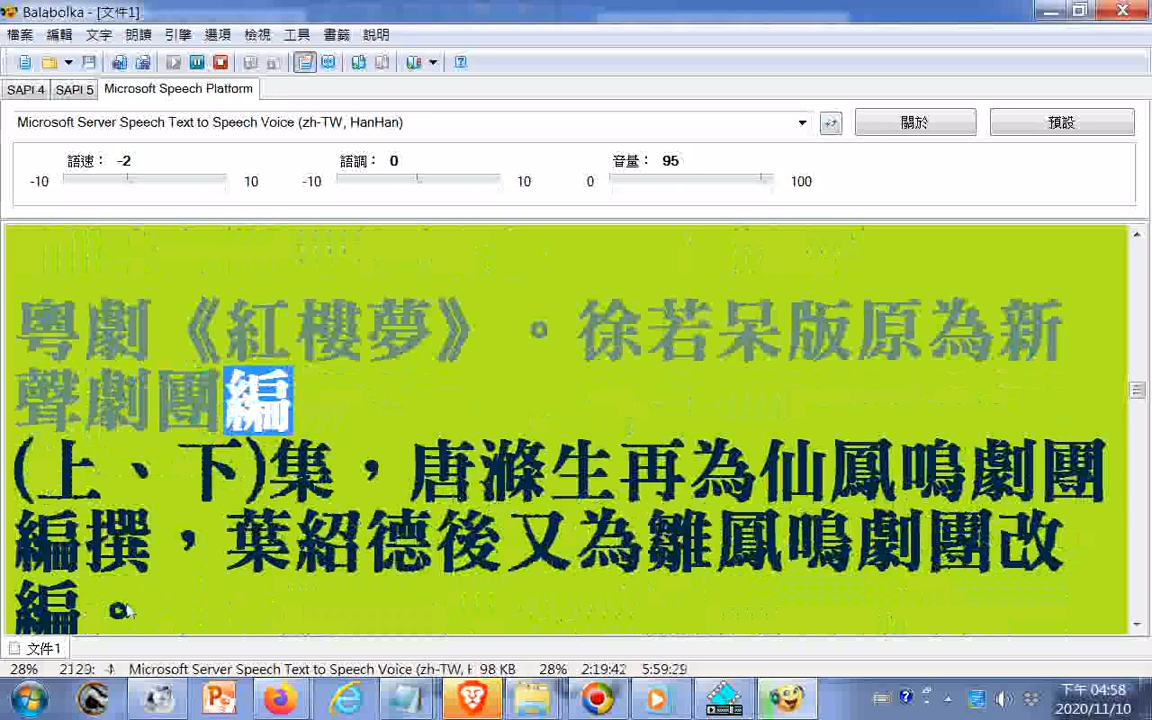 Balabolka - [文件1]
檔案 編輯 文字 朗讀 引擎 選項 檢視 工具 書籤 說明
SAPI 4 SAPI 5 Microsoft Speech Platform
Microsoft Server Speech Text to Speech Voice (zh-TW, HanHan) 關於 預設
語速： -2 語調： 0 音量： 95
-10 10 -10 10 0 100
粵劇《紅樓夢》。徐若呆版原為新
聲劇團編
(上、下)集，唐滌生再為仙鳳鳴劇團
編撰，葉紹德後又為雛鳳鳴劇團改
編。
文件1
28% 2129: Microsoft Server Speech Text to Speech Voice (zh-TW, H 98 KB 28% 2:19:42 5:59:29
下午 04:58
2020/11/10